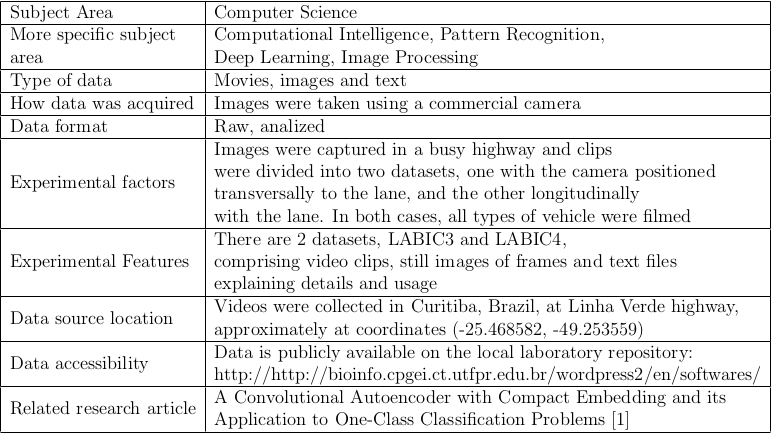 Subject Area Computer Science
More specific subject area Computational Intelligence, Pattern Recognition,
Deep Learning, Image Processing
Type of data Movies, images and text
How data was acquired Images were taken using a commercial camera
Data format Raw, analized
Experimental factors
Images were captured in a busy highway and clips
were divided into two datasets, one with the camera positioned
transversally to the lane, and the other longitudinally
with the lane. In both cases, all types of vehicle were filmed
Experimental Features
There are 2 datasets, LABIC3 and LABIC4,
comprising video clips, still images of frames and text files
explaining details and usage
Data source location
Videos were collected in Curitiba, Brazil, at Linha Verde highway,
approximately at coordinates (-25.468582, -49.253559)
Data accessibility
Data is publicly available on the local laboratory repository:
http://http://bioinfo.cpgei.ct.utfpr.edu.br/wordpress2/en/softwares/
Related research article
A Convolutional Autoencoder with Compact Embedding and its
Application to One-Class Classification Problems [1]